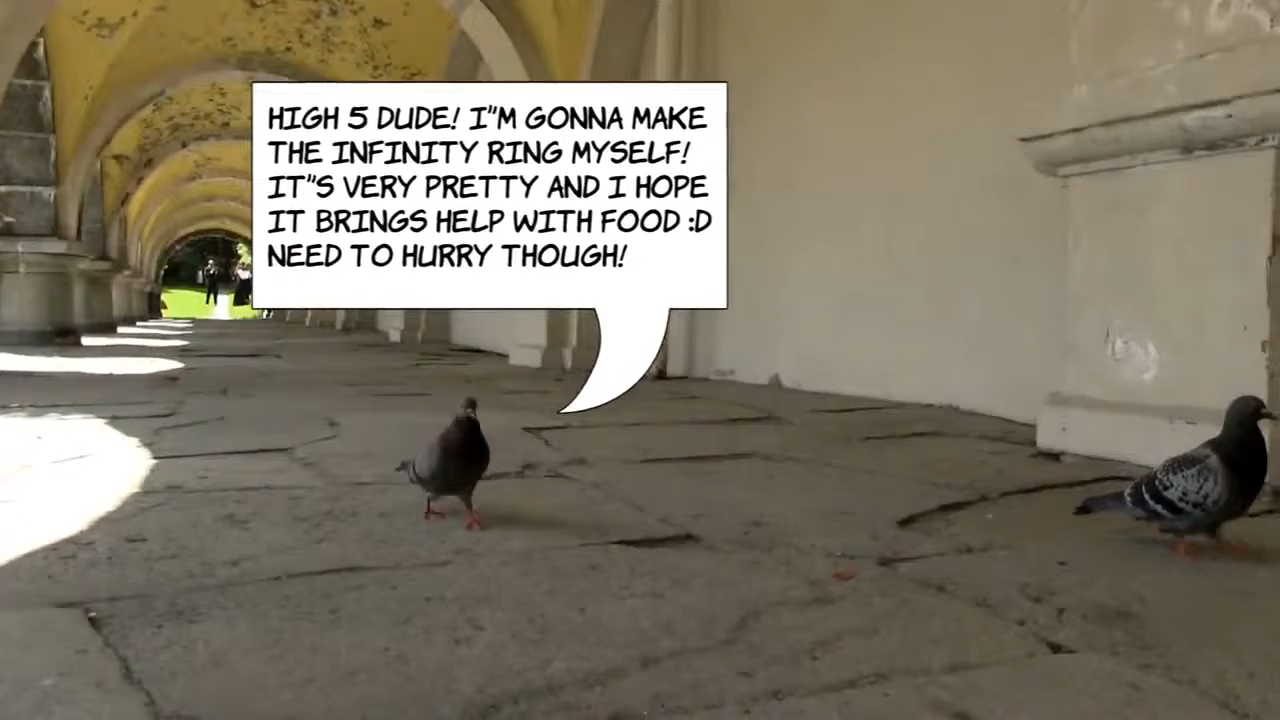 HIGH 5 DUDE! I"M GONNA MAKE
THE INFINITY RING MYSELF!
IT"S VERY PRETTY AND I HOPE
IT BRINGS HELP WITH FOOD :D
NEED TO HURRY THOUGH!